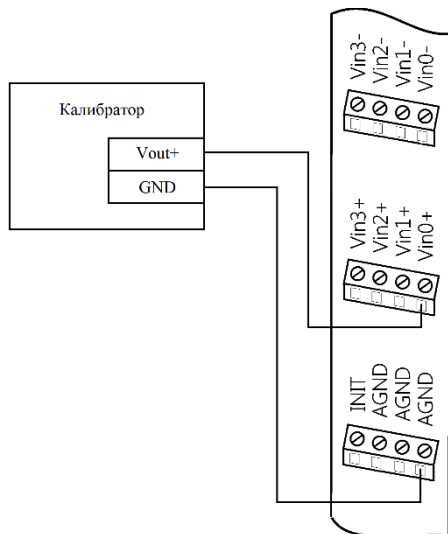 Калибратор
Vout+
GND
Vin3-
Vin2-
Vin1-
Vin0-
Vin3+
Vin2+
Vin1+
Vin0+
INIT
AGND
AGND
AGND